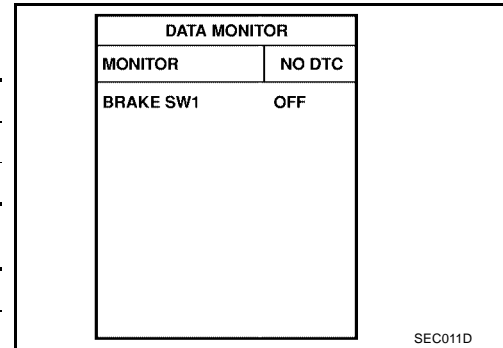 DATA MONITOR
MONITOR NO DTC
BRAKE SW1 OFF
SEC011D